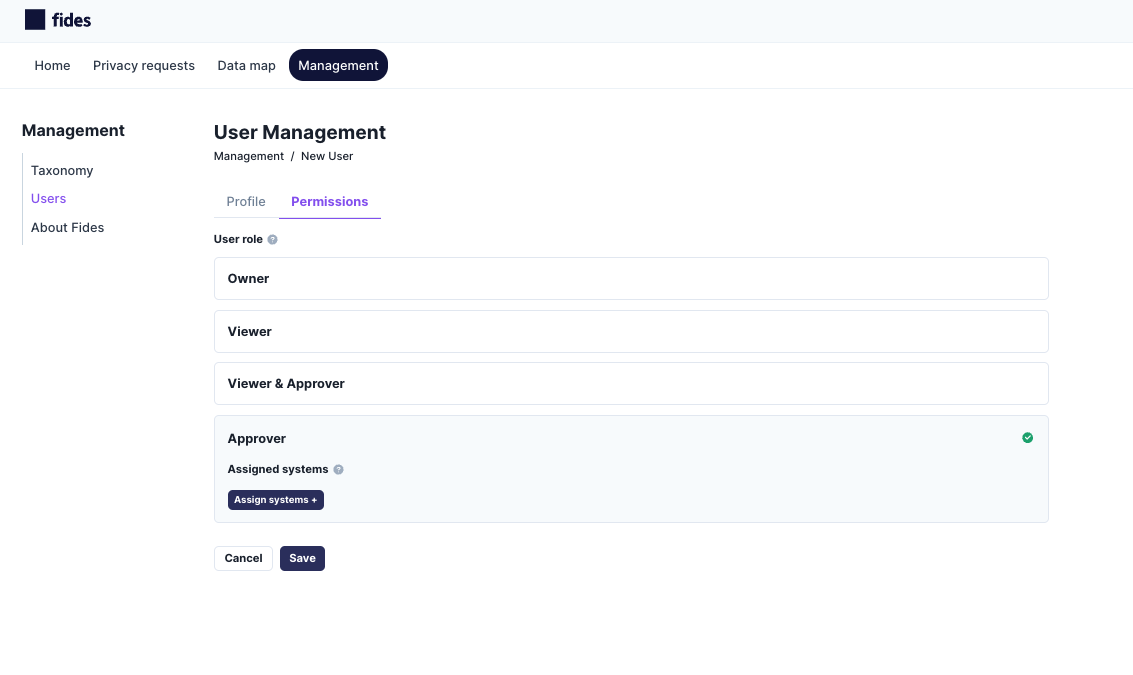 fides
Home Privacy requests Data map Management
Management
Taxonomy
Users
About Fides
User Management
Management / New User
Profile Permissions
User role ?
Owner
Viewer
Viewer & Approver
Approver
Assigned systems ?
Assign systems +
Cancel Save